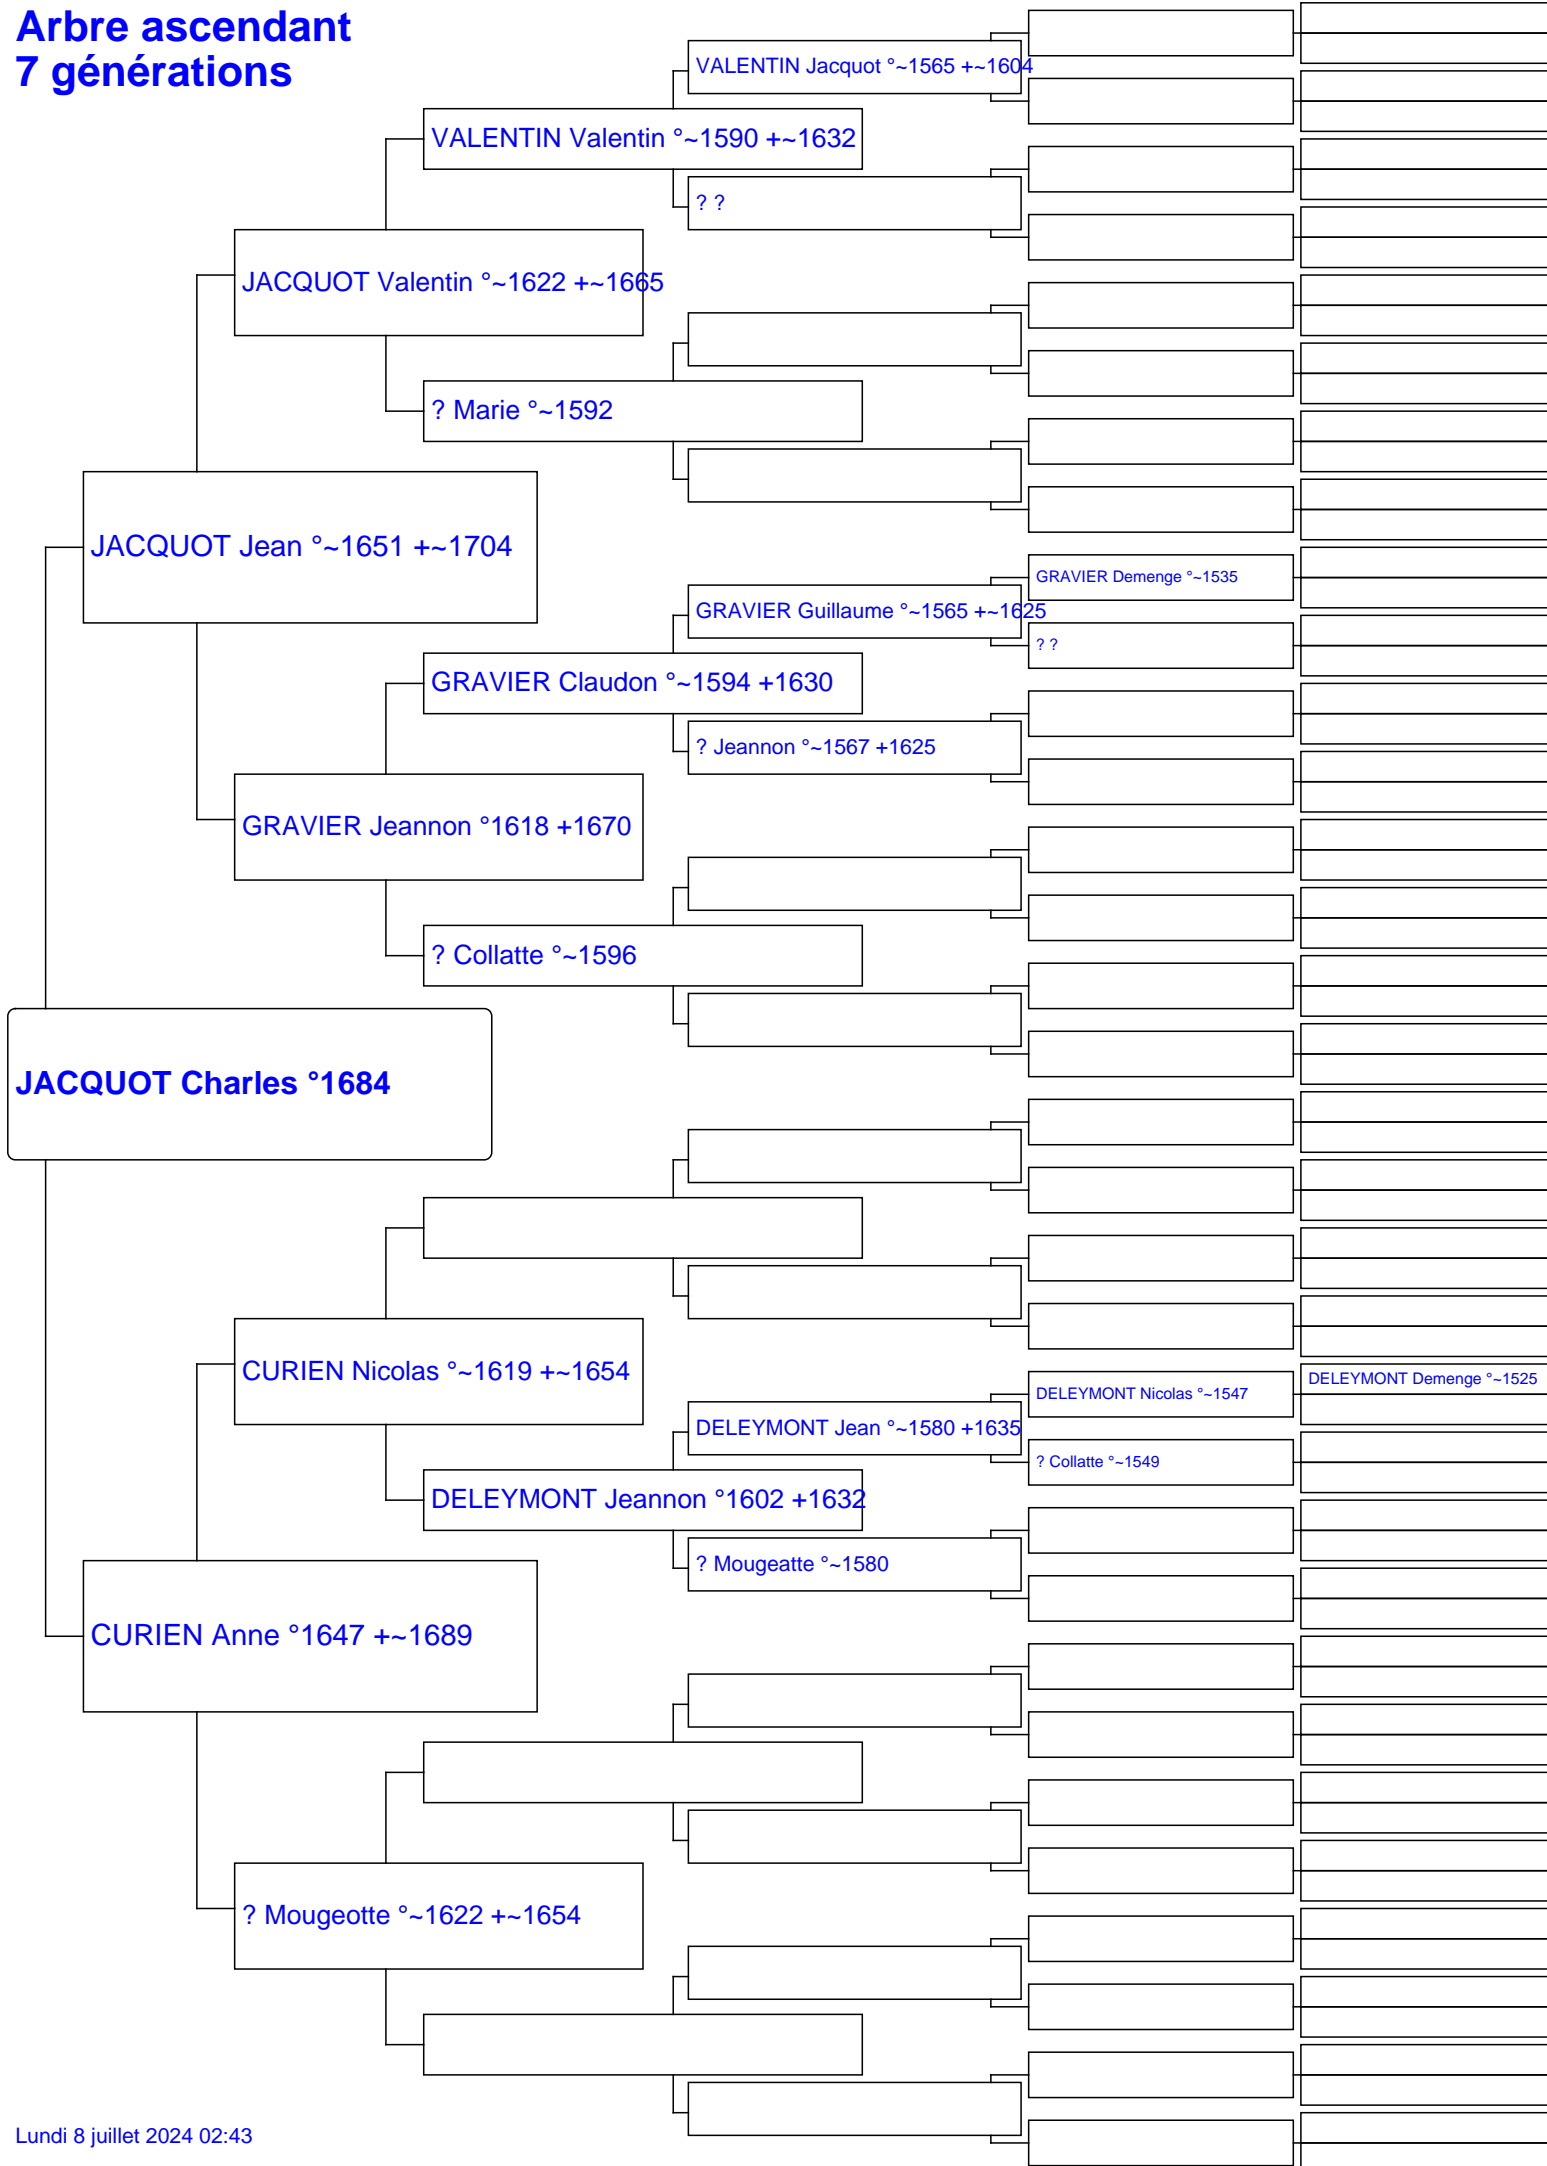 Arbre ascendant
7 générations
VALENTIN Jacquot °~1565 +~1604
VALENTIN Valentin °~1590 +~1632
? ?
JACQUOT Valentin °~1622 +~1665
? Marie °~1592
JACQUOT Jean °~1651 +~1704
GRAVIER Demenge °~1535
GRAVIER Guillaume °~1565 +~1625
? ?
GRAVIER Claudon °~1594 +1630
? Jeannon °~1567 +1625
GRAVIER Jeannon °1618 +1670
? Collatte °~1596
JACQUOT Charles °1684
CURIEN Nicolas °~1619 +~1654
DELEYMONT Demenge °~1525
DELEYMONT Nicolas °~1547
DELEYMONT Jean °~1580 +1635
? Collatte °~1549
DELEYMONT Jeannon °1602 +1632
? Mougeatte °~1580
CURIEN Anne °1647 +~1689
? Mougeotte °~1622 +~1654
Lundi 8 juillet 2024 02:43